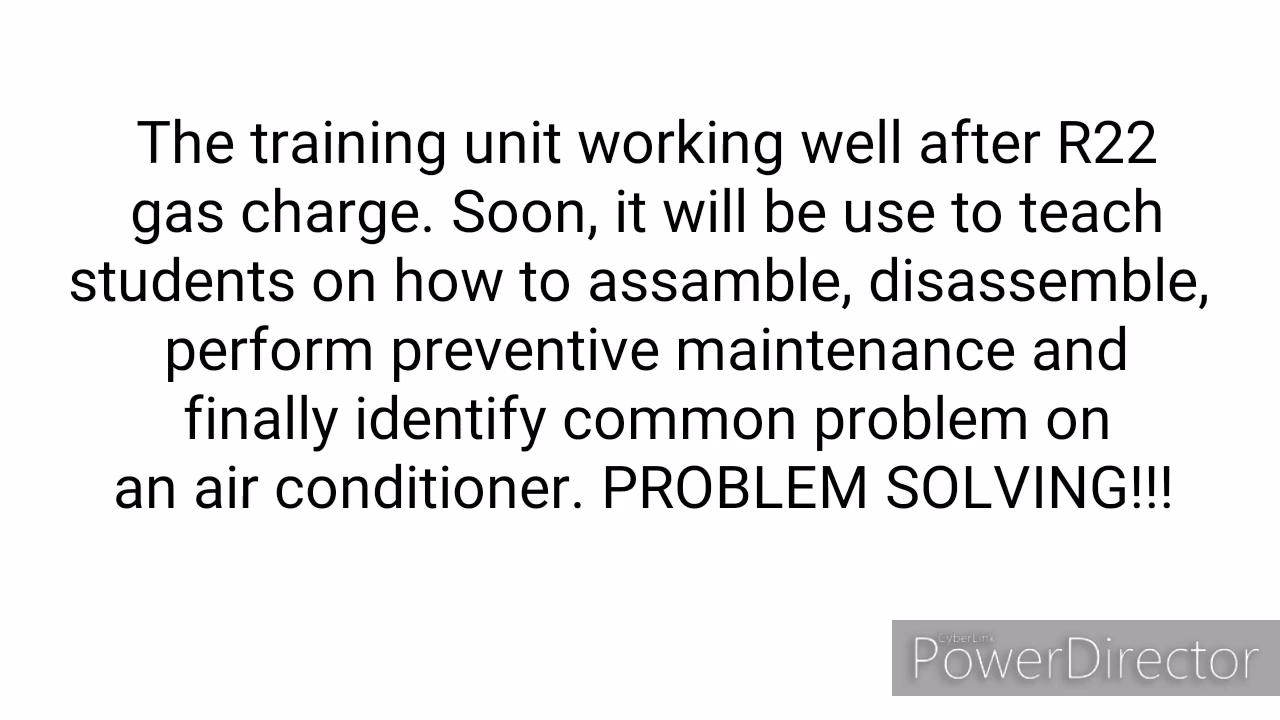 The training unit working well after R22
gas charge. Soon, it will be use to teach
students on how to assamble, disassemble,
perform preventive maintenance and
finally identify common problem on
an air conditioner. PROBLEM SOLVING!!!
CyberLink
PowerDirector